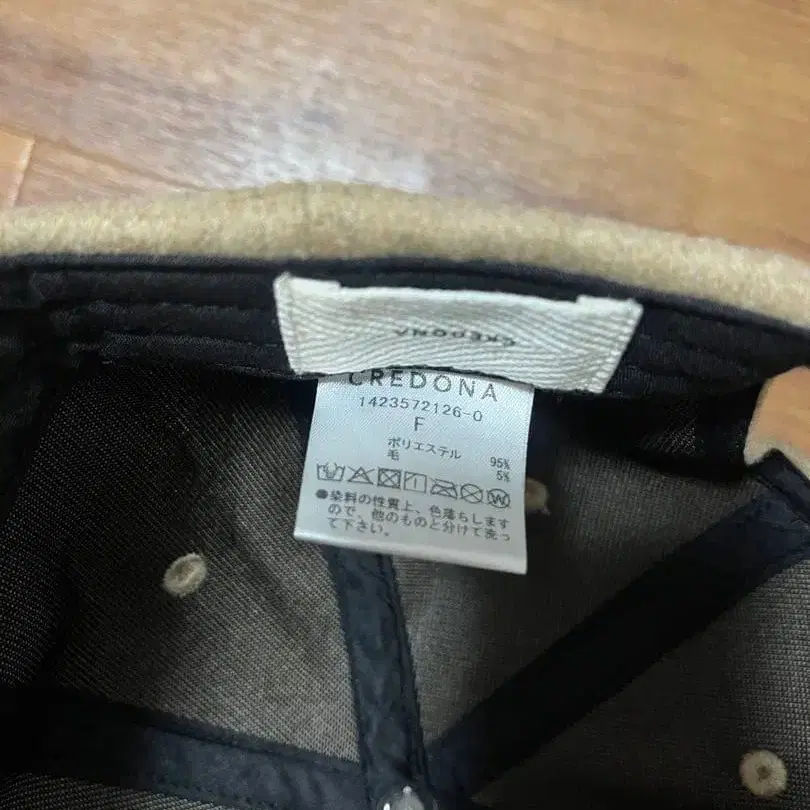 CREDONA
CREDONA
1423572126-0
F
ポリエステル 95%
毛 5%
●染料の性質上、色落ちします
ので、他のものと分けて洗っ
て下さい。